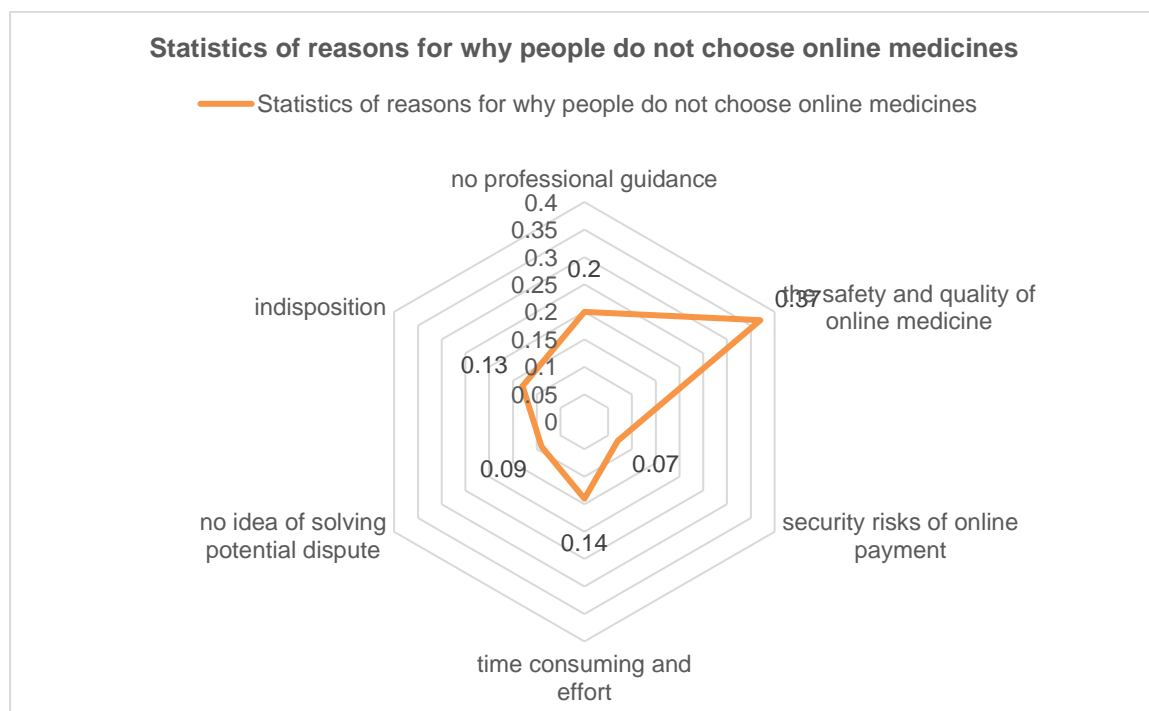 Statistics of reasons for why people do not choose online medicines
Statistics of reasons for why people do not choose online medicines
no professional guidance
0.4
0.35
0.3
0.25
0.2
0.15
0.1
0.05
0
0.2
0.37
the safety and quality of
online medicine
0.07
security risks of online
payment
0.14
time consuming and
effort
0.09
no idea of solving
potential dispute
0.13
indisposition